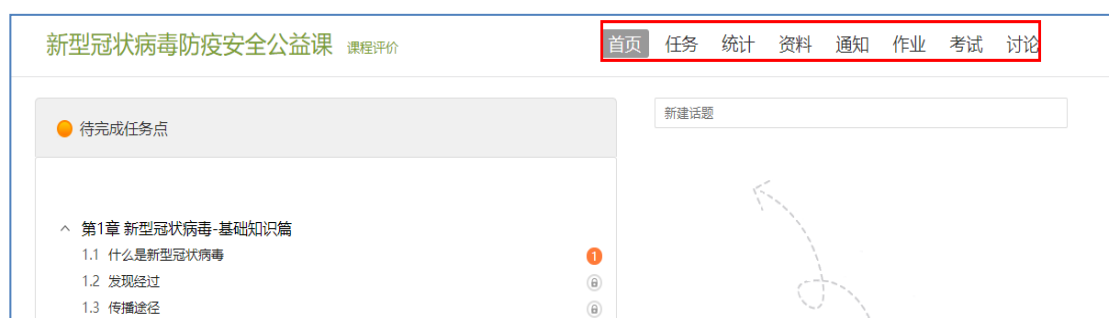 新型冠状病毒防疫安全公益课 课程评价
首页 任务 统计 资料 通知 作业 考试 讨论
待完成任务点
新建话题
第1章 新型冠状病毒-基础知识篇
1.1 什么是新型冠状病毒 1
1.2 发现经过
1.3 传播途径